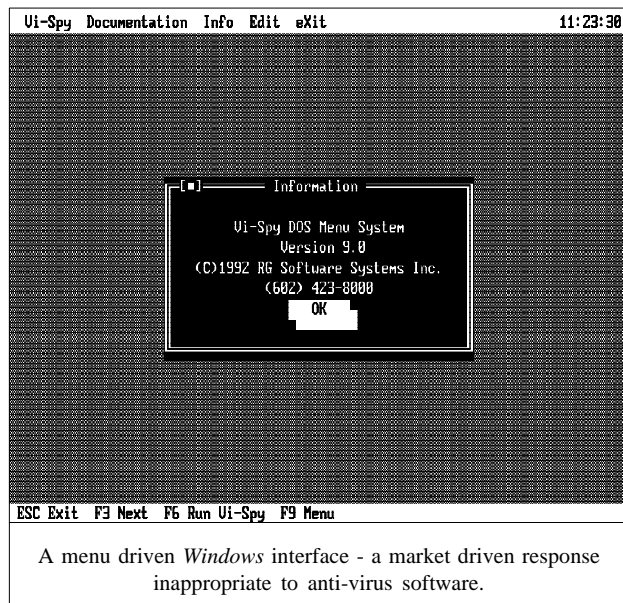 Vi-Spy Documentation Info Edit eXit 11:23:30
Information
Vi-Spy DOS Menu System
Version 9.0
(C)1992 RG Software Systems Inc.
(602) 423-8000
OK
ESC Exit F3 Next F6 Run Vi-Spy F9 Menu
A menu driven Windows interface - a market driven response
inappropriate to anti-virus software.